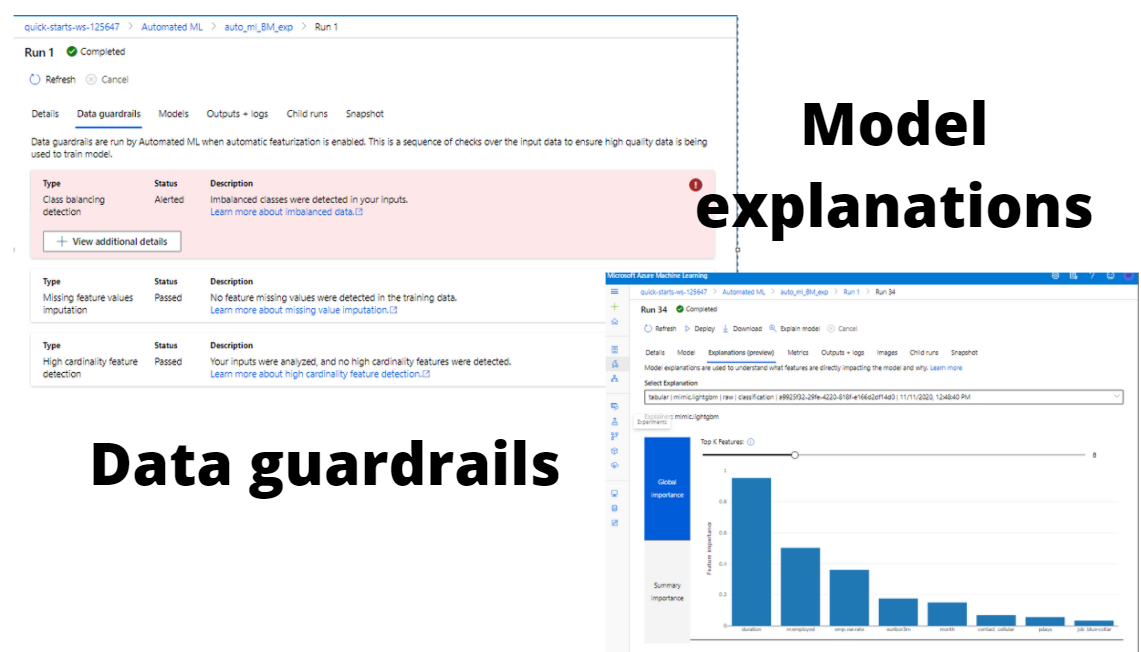 quick-starts-ws-125647 > Automated ML > auto_ml_BM_exp > Run 1
Run 1 Completed
Refresh Cancel
Details Data guardrails Models Outputs + logs Child runs Snapshot
Data guardrails are run by Automated ML when automatic featurization is enabled. This is a sequence of checks over the input data to ensure high quality data is being
used to train model.
Type Status Description
Class balancing Alerted Imbalanced classes were detected in your inputs.
detection Learn more about imbalanced data.
+ View additional details
Type Status Description
Missing feature values Passed No feature missing values were detected in the training data.
imputation Learn more about missing value imputation.
Type Status Description
High cardinality feature Passed Your inputs were analyzed, and no high cardinality features were detected.
detection Learn more about high cardinality feature detection.
Model
explanations
Data guardrails
Microsoft Azure Machine Learning
quick-starts-ws-125647 > Automated ML > auto_ml_BM_exp > Run 1 > Run 34
Run 34 Completed
Refresh Deploy Download Explain model Cancel
Details Model Explanations (preview) Metrics Outputs + logs Images Child runs Snapshot
Model explanations are used to understand what features are directly impacting the model and why. Learn more
Select Explanation
tabular | mimic.lightgbm | raw | classification | a9925f32-29fe-4220-818f-e166d2df14d0 | 11/11/2020, 12:48:40 PM
mimic.lightgbm
Experiments
Top K Features: 8
Global
importance
Summary
importance
Feature importance
1
0.8
0.6
0.4
0.2
0
duration nr.employed emp.var.rate euribor3m month contact_cellular pdays job_blue-collar